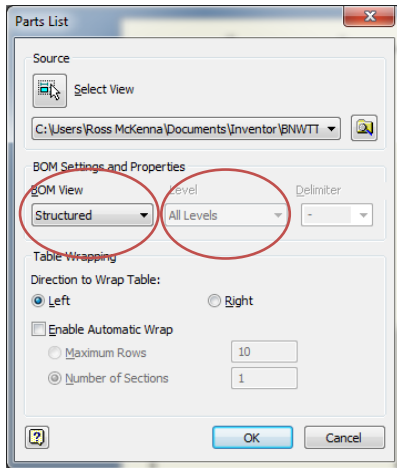 Parts List
Source
Select View
C:\Users\Ross McKenna\Documents\Inventor\BNWTT
BOM Settings and Properties
BOM View Level Delimiter
Structured All Levels -
Table Wrapping
Direction to Wrap Table:
Left Right
Enable Automatic Wrap
Maximum Rows 10
Number of Sections 1
? OK Cancel